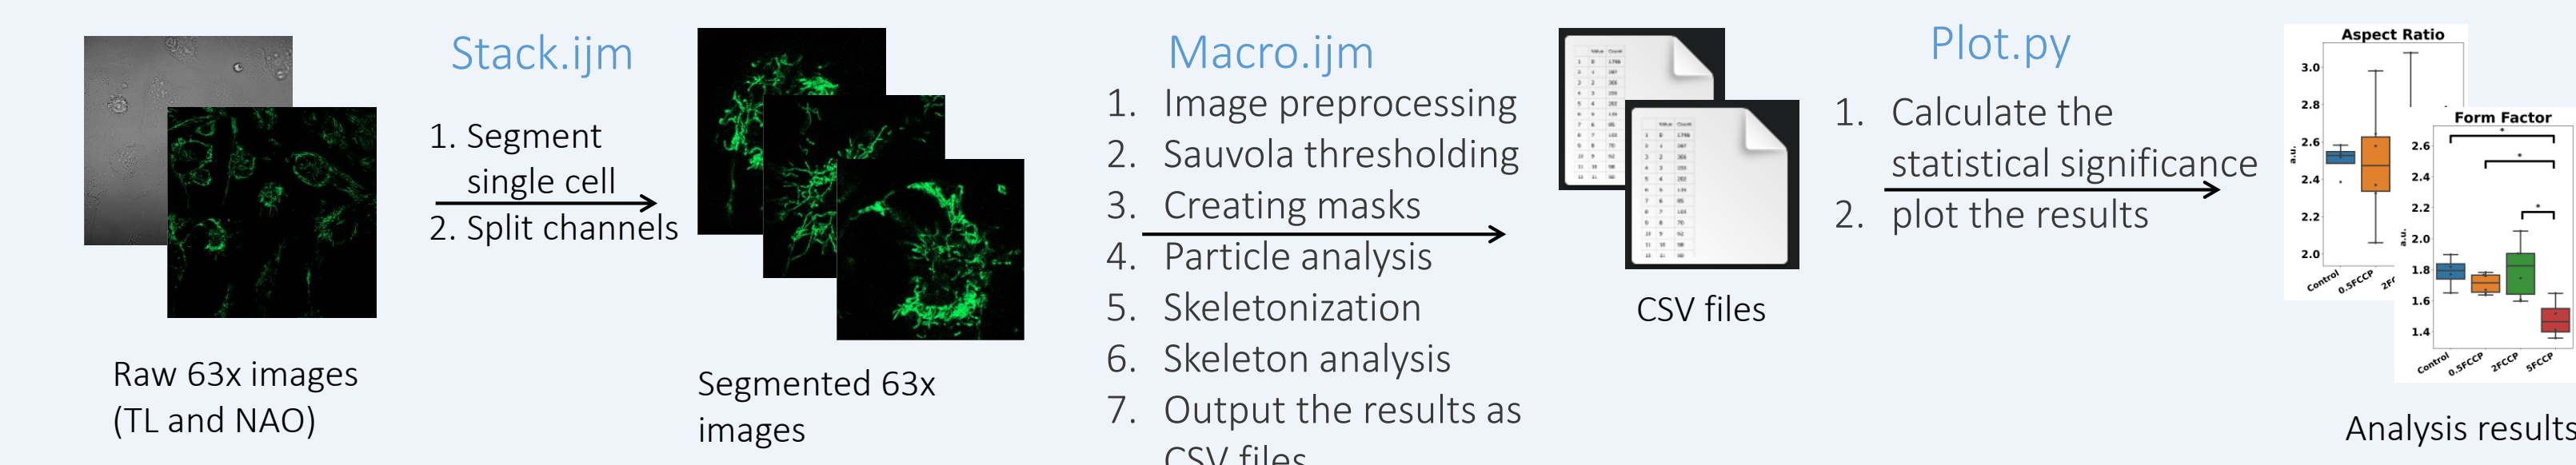 Stack.ijm
1. Segment
single cell
2. Split channels
Raw 63x images
(TL and NAO)
Segmented 63x
images
Macro.ijm
1. Image preprocessing
2. Sauvola thresholding
3. Creating masks
4. Particle analysis
5. Skeletonization
6. Skeleton analysis
7. Output the results as
CSV files
CSV files
Plot.py
1. Calculate the
statistical significance
2. plot the results
Aspect Ratio
3.0
2.8
2.6
2.4
2.2
2.0
a.u.
Control
0.5FCCP
Form Factor
2.6
2.4
2.2
2.0
1.8
1.6
1.4
a.u.
Control
0.5FCCP
2FCCP
5FCCP
Analysis results